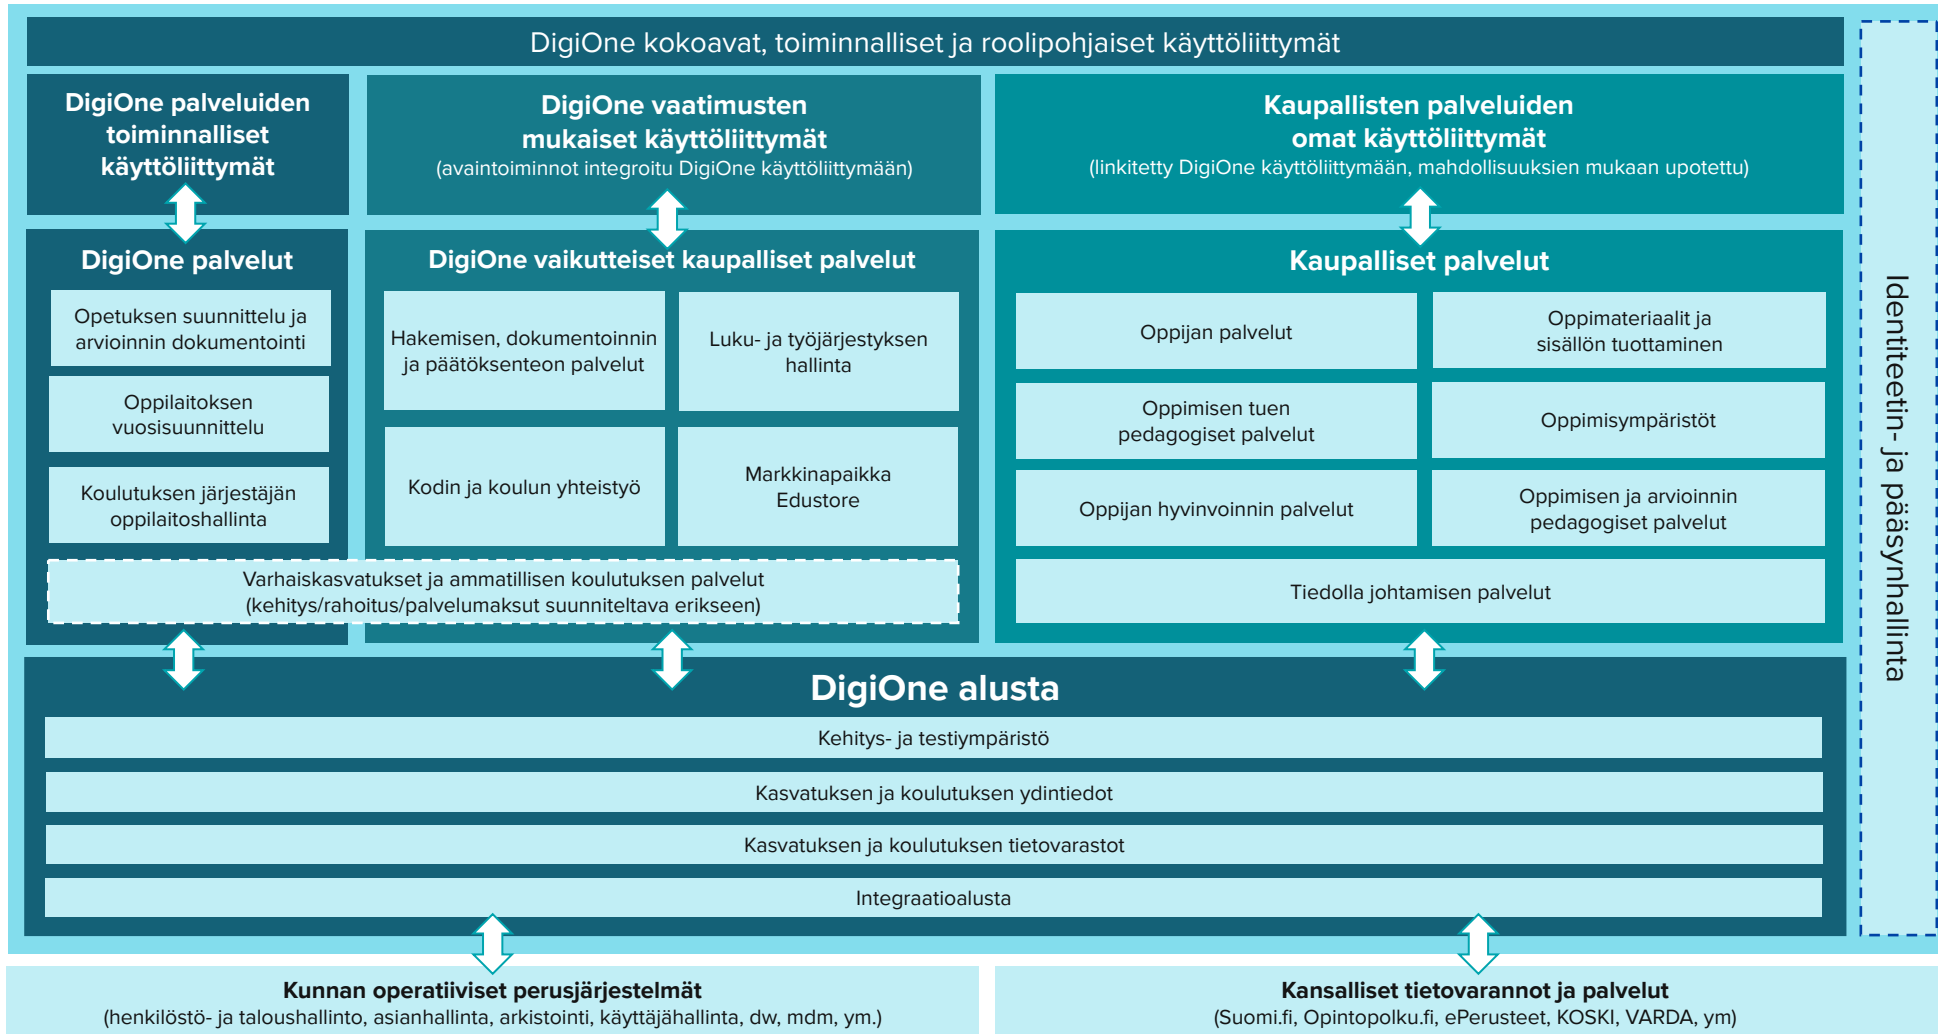 DigiOne kokoavat, toiminnalliset ja roolipohjaiset käyttöliittymät
DigiOne palveluiden
toiminnalliset
käyttöliittymät
DigiOne vaatimusten
mukaiset käyttöliittymät
(avaintoiminnot integroitu DigiOne käyttöliittymään)
Kaupallisten palveluiden
omat käyttöliittymät
(linkitetty DigiOne käyttöliittymään, mahdollisuuksien mukaan upotettu)
DigiOne palvelut
Opetuksen suunnittelu ja
arvioinnin dokumentointi
Oppilaitoksen
vuosisuunnittelu
Koulutuksen järjestäjän
oppilaitoshallinta
DigiOne vaikutteiset kaupalliset palvelut
Hakemisen, dokumentoinnin
ja päätöksenteon palvelut
Luku- ja työjärjestyksen
hallinta
Kodin ja koulun yhteistyö
Markkinapaikka
Edustore
Varhaiskasvatukset ja ammatillisen koulutuksen palvelut
(kehitys/rahoitus/palvelumaksut suunniteltava erikseen)
Kaupalliset palvelut
Oppijan palvelut
Oppimateriaalit ja
sisällön tuottaminen
Oppimisen tuen
pedagogiset palvelut
Oppimisympäristöt
Oppijan hyvinvoinnin palvelut
Oppimisen ja arvioinnin
pedagogiset palvelut
Tiedolla johtamisen palvelut
DigiOne alusta
Kehitys- ja testiympäristö
Kasvatuksen ja koulutuksen ydintiedot
Kasvatuksen ja koulutuksen tietovarastot
Integraatioalusta
Identiteetin- ja pääsynhallinta
Kunnan operatiiviset perusjärjestelmät
(henkilöstö- ja taloushallinto, asianhallinta, arkistointi, käyttäjähallinta, dw, mdm, ym.)
Kansalliset tietovarannot ja palvelut
(Suomi.fi, Opintopolku.fi, ePerusteet, KOSKI, VARDA, ym)